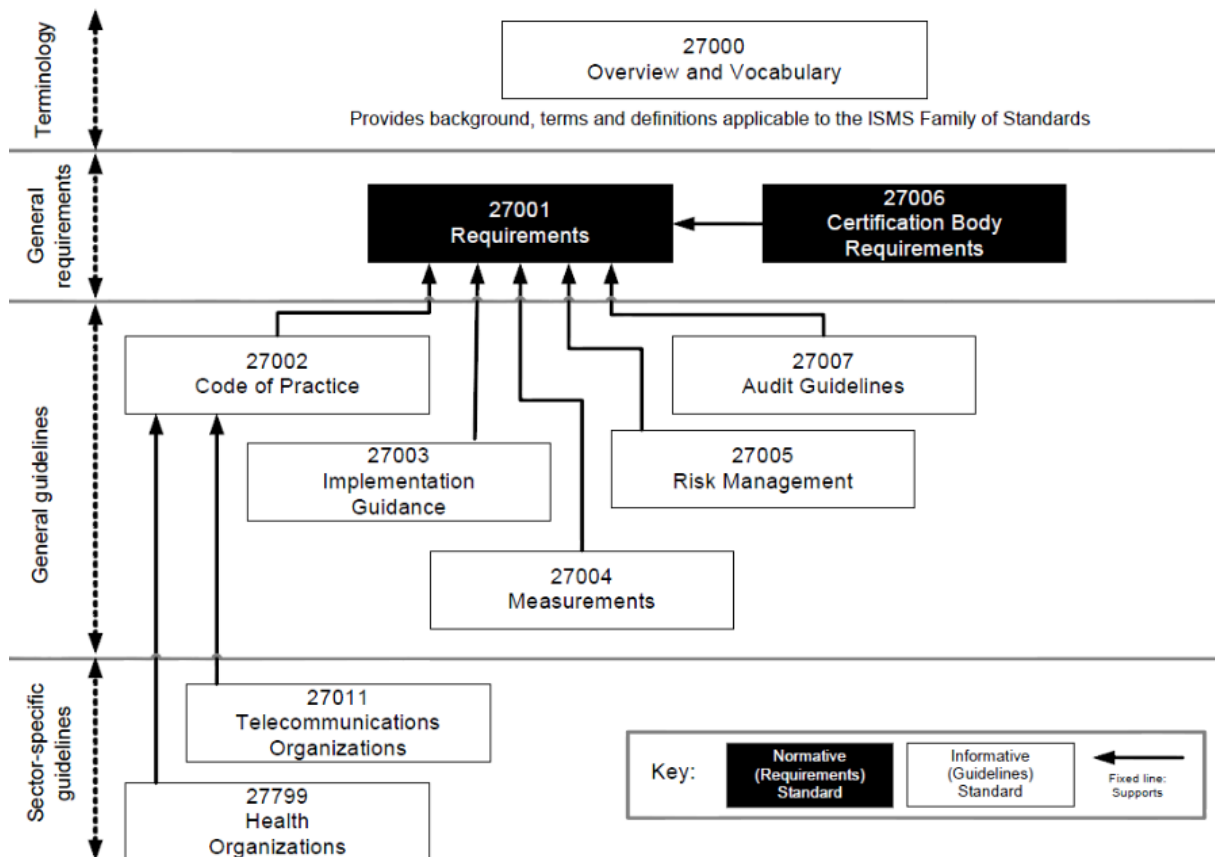 Terminology
27000
Overview and Vocabulary
Provides background, terms and definitions applicable to the ISMS Family of Standards
General
requirements
27001
Requirements
27006
Certification Body
Requirements
General guidelines
27002
Code of Practice
27007
Audit Guidelines
27003
Implementation
Guidance
27005
Risk Management
27004
Measurements
Sector-specific
guidelines
27011
Telecommunications
Organizations
27799
Health
Organizations
Key:
Normative
(Requirements)
Standard
Informative
(Guidelines)
Standard
Fixed line:
Supports